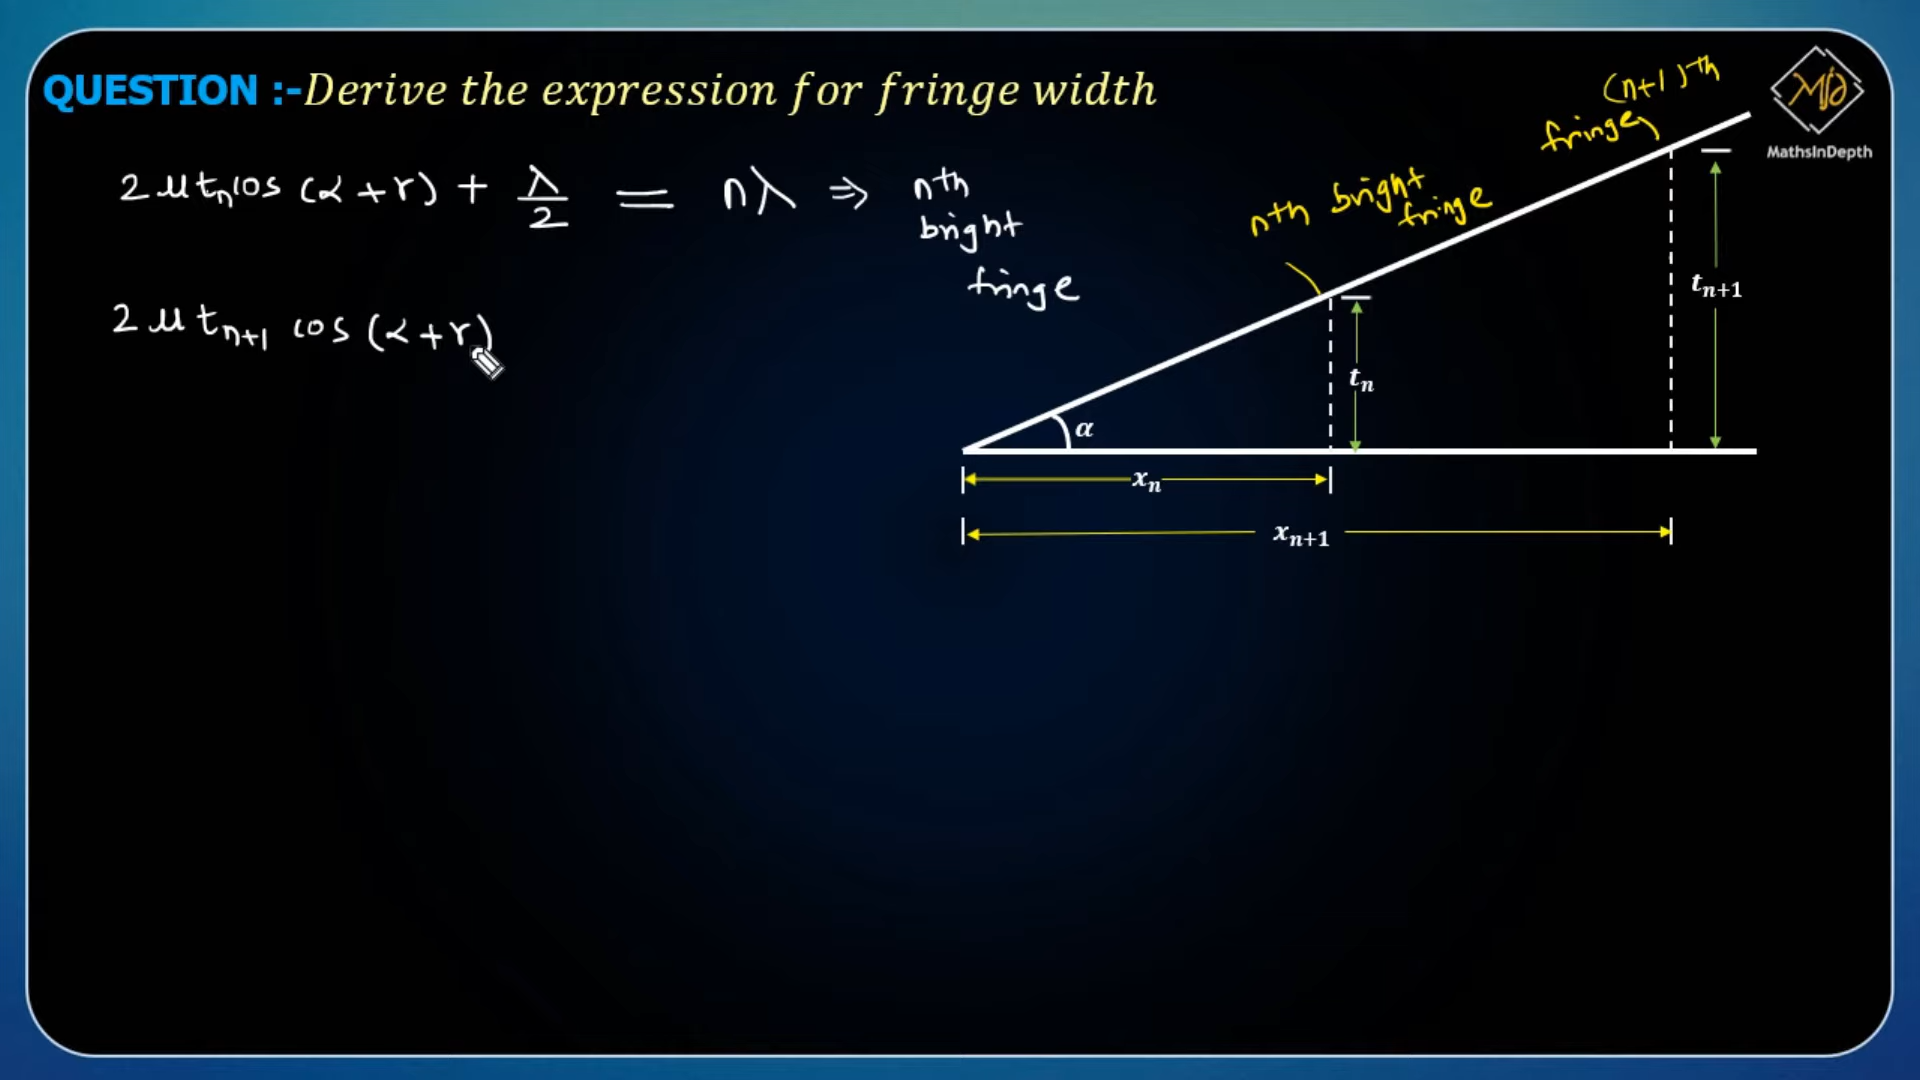 QUESTION :-Derive the expression for fringe width
(n+1)th
fringe
MathsInDepth
2μtₙcos(α+r) + λ/2 = nλ ⇒ nth
bright
fringe
nth bright
fringe
2μtₙ₊₁ cos(α+r)
tₙ₊₁
tₙ
α
xₙ
xₙ₊₁